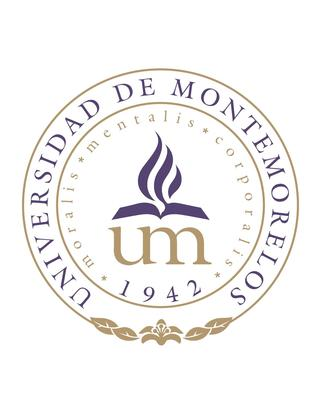 UNIVERSIDAD DE MONTEMORELOS
* moralis * mentalis * corporalis *
um
1942